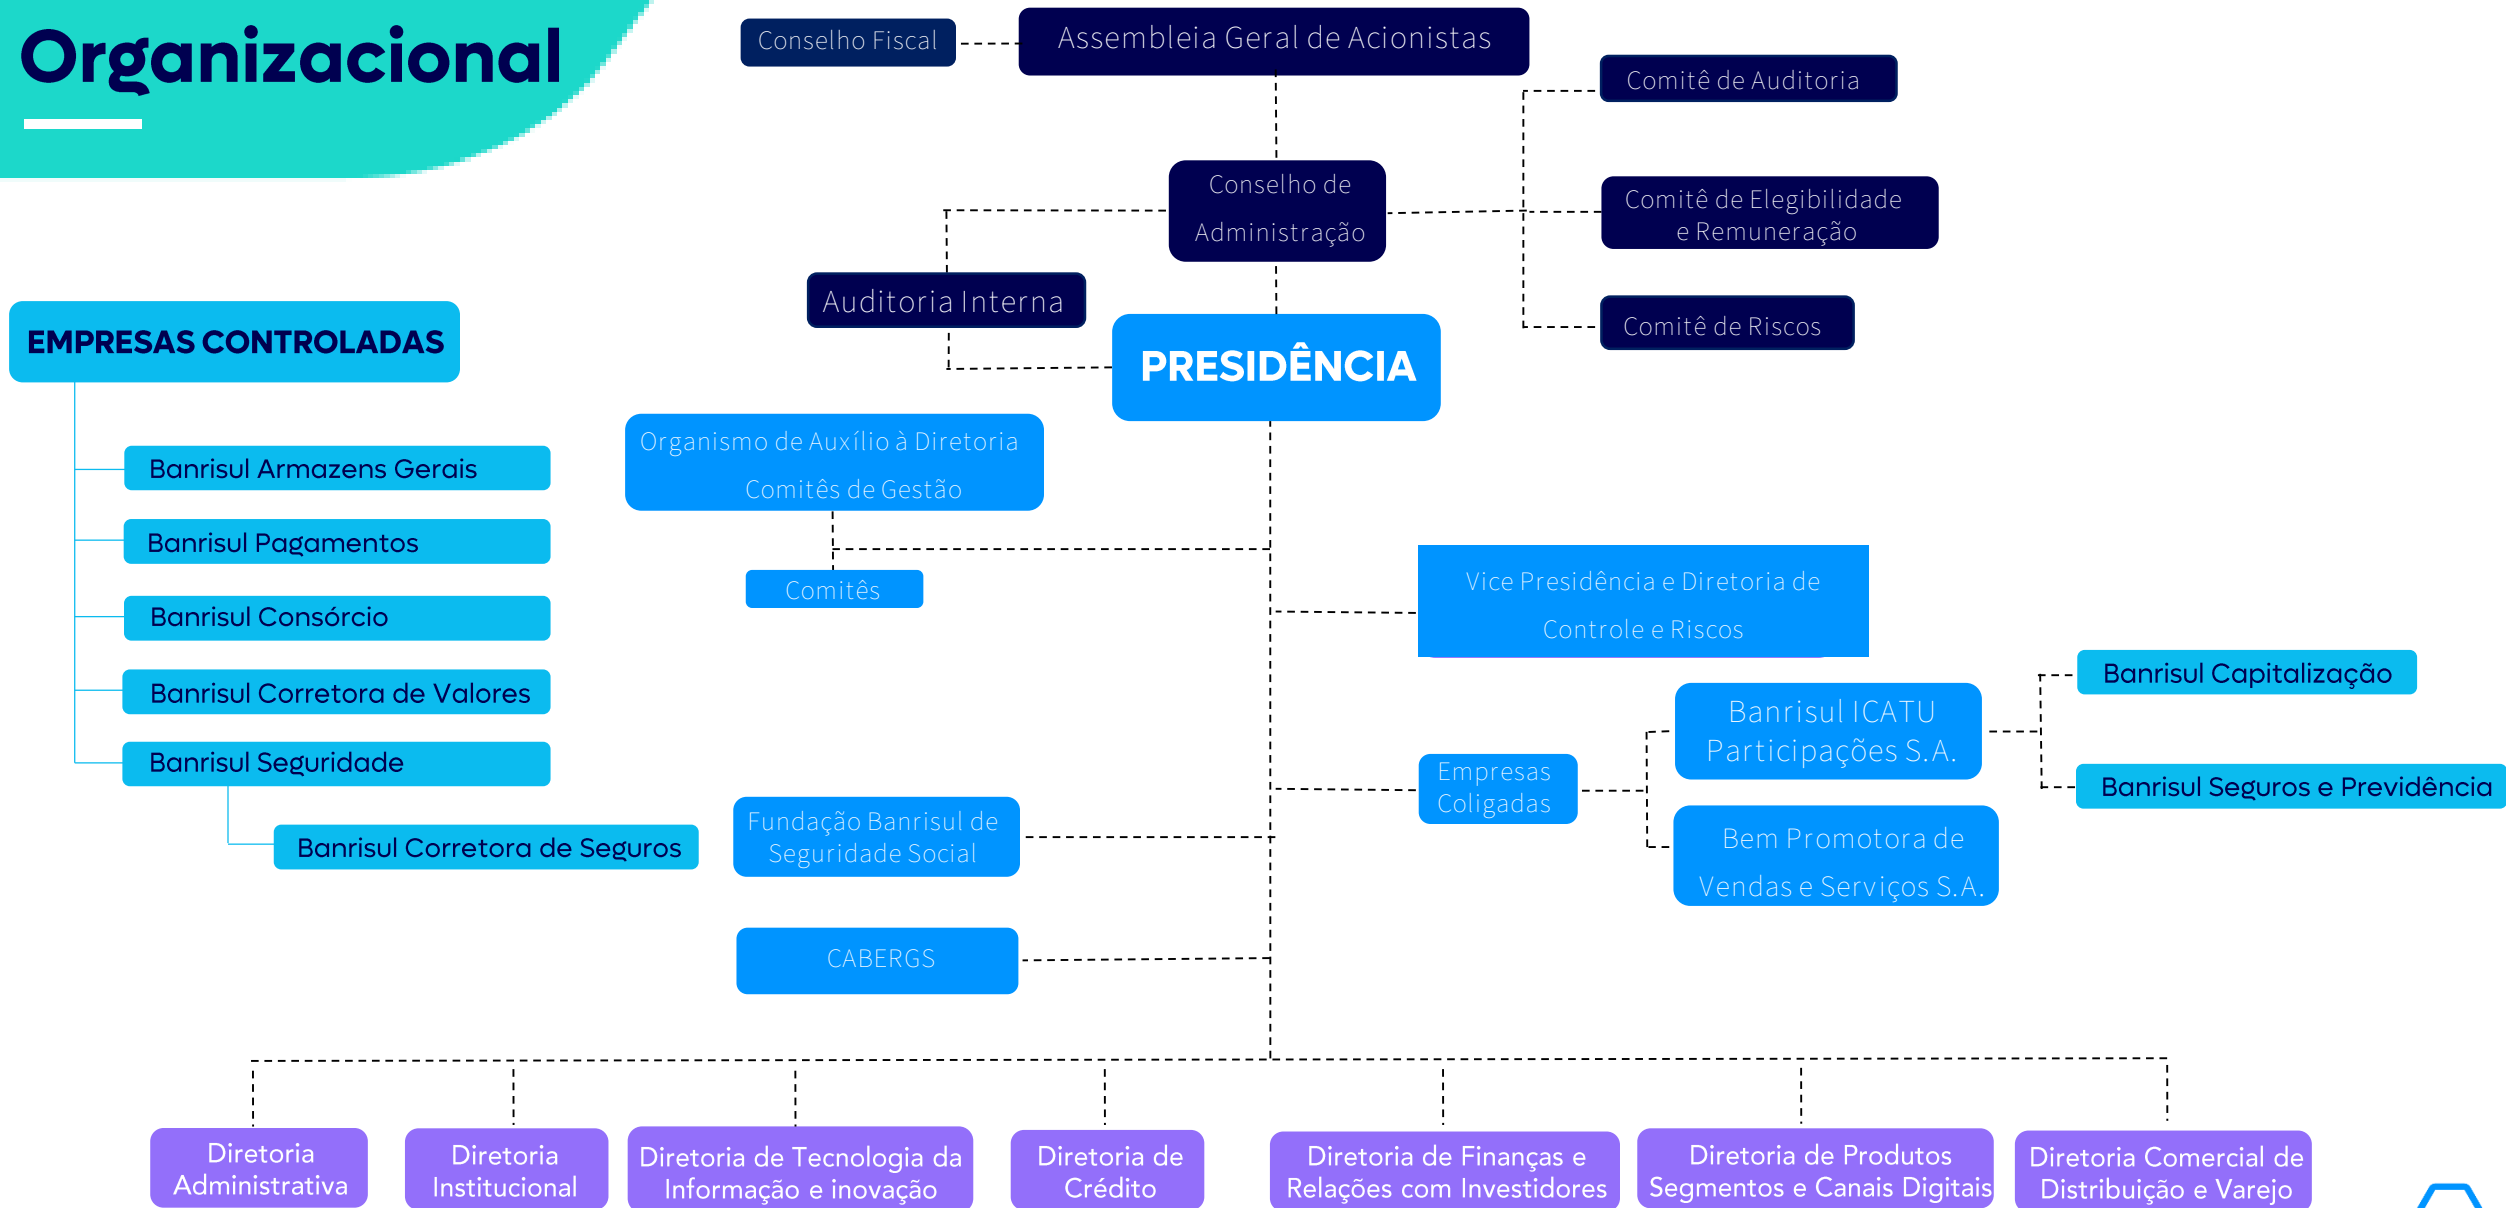 Organizacional
Conselho Fiscal
Assembleia Geral de Acionistas
Comitê de Auditoria
Conselho de
Administração
Comitê de Elegibilidade
e Remuneração
Auditoria Interna
Comitê de Riscos
PRESIDÊNCIA
EMPRESAS CONTROLADAS
Banrisul Armazens Gerais
Banrisul Pagamentos
Banrisul Consórcio
Banrisul Corretora de Valores
Banrisul Seguridade
Banrisul Corretora de Seguros
Organismo de Auxílio à Diretoria
Comitês de Gestão
Comitês
Vice Presidência e Diretoria de
Controle e Riscos
Banrisul ICATU
Participações S.A.
Banrisul Capitalização
Banrisul Seguros e Previdência
Empresas
Coligadas
Bem Promotora de
Vendas e Serviços S.A.
Fundação Banrisul de
Seguridade Social
CABERGS
Diretoria
Administrativa
Diretoria
Institucional
Diretoria de Tecnologia da
Informação e inovação
Diretoria de
Crédito
Diretoria de Finanças e
Relações com Investidores
Diretoria de Produtos
Segmentos e Canais Digitais
Diretoria Comercial de
Distribuição e Varejo